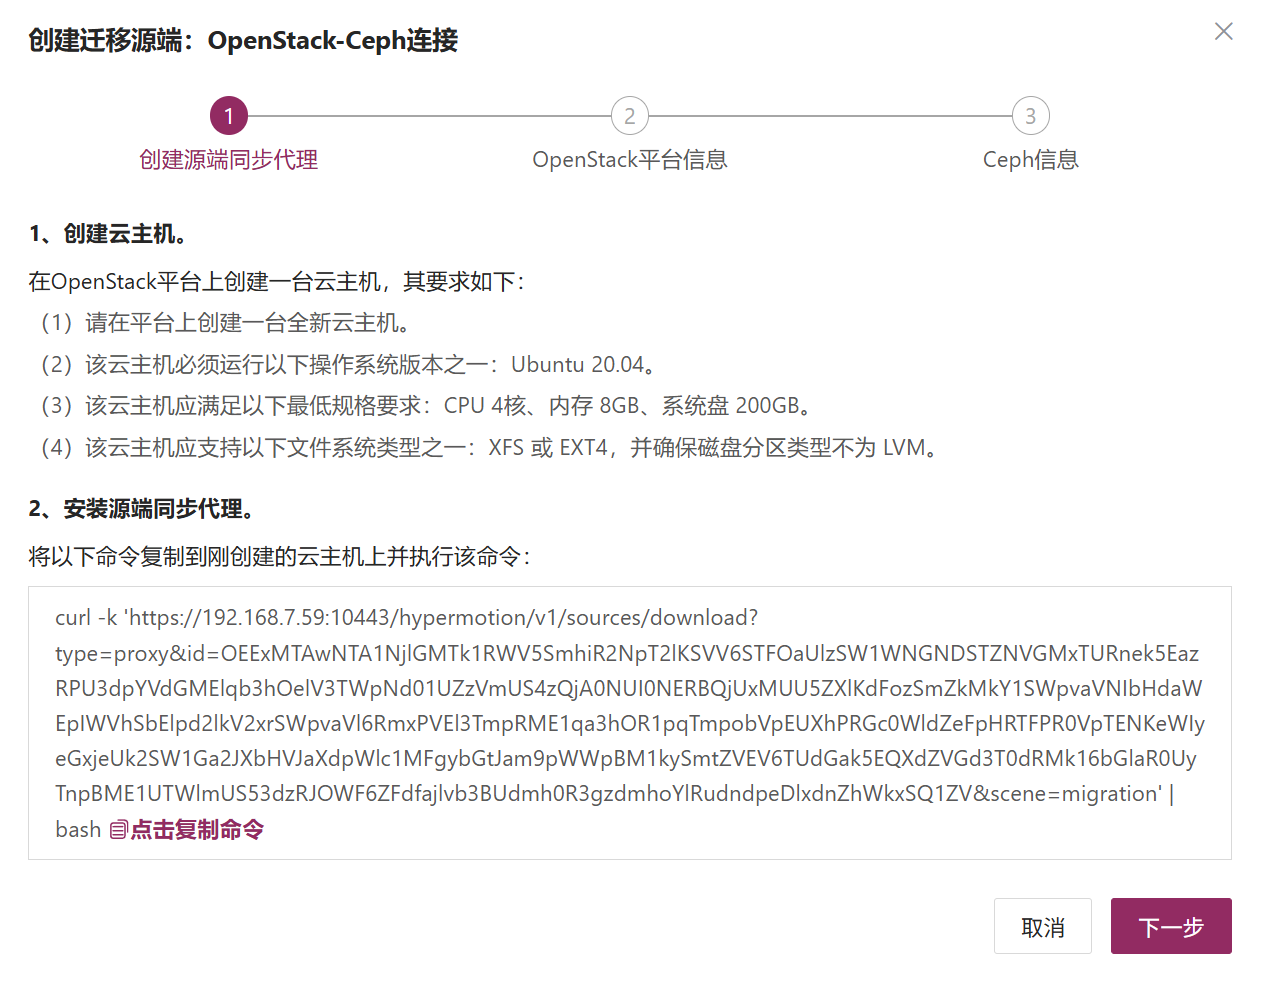 创建迁移源端：OpenStack-Ceph连接
1
2
3
创建源端同步代理
OpenStack平台信息
Ceph信息
1、创建云主机。
在OpenStack平台上创建一台云主机，其要求如下：
（1）请在平台上创建一台全新云主机。
（2）该云主机必须运行以下操作系统版本之一：Ubuntu 20.04。
（3）该云主机应满足以下最低规格要求：CPU 4核、内存 8GB、系统盘 200GB。
（4）该云主机应支持以下文件系统类型之一：XFS 或 EXT4，并确保磁盘分区类型不为 LVM。
2、安装源端同步代理。
将以下命令复制到刚创建的云主机上并执行该命令：
curl -k 'https://192.168.7.59:10443/hypermotion/v1/sources/download?
type=proxy&id=OEExMTAwNTA1NjlGMTk1RWV5SmhiR2NpT2lKSVV6STFOaUlzSW1WNGNDSTZNVGMxTURnek5Eaz
RPU3dpYVdGMElqb3hOelV3TWpNd01UZzVmUS4zQjA0NUI0NERBQjUxMUU5ZXlKdFozSmZkMkY1SWpvaVNIbHdaW
EpIWVhSbElpd2lkV2xrSWpvaVl6RmxPVEl3TmpRME1qa3hOR1pqTmpobVpEUXhPRGc0WldZeFpHRTFPR0VpTENKeWIy
eGxjeUk2SW1Ga2JXbHVJaXdpWlc1MFgybGtJam9pWWpBM1kySmtZVEV6TUdGak5EQXdZVGd3T0dRMk16bGlaR0Uy
TnpBME1UTWlmUS53dzRJOWF6ZFdfajlvb3BUdmh0R3gzdmhoYlRudndpeDlxdnZhWkxSQ1ZV&scene=migration' |
bash 点击复制命令
取消
下一步